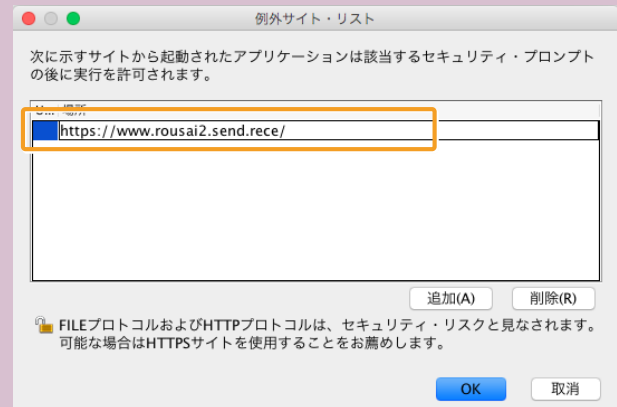 例外サイト・リスト
次に示すサイトから起動されたアプリケーションは該当するセキュリティ・プロンプト
の後に実行を許可されます。
場所
https://www.rousai2.send.rece/
追加(A) 削除(R)
FILEプロトコルおよびHTTPプロトコルは、セキュリティ・リスクと見なされます。
可能な場合はHTTPSサイトを使用することをお薦めします。
OK 取消